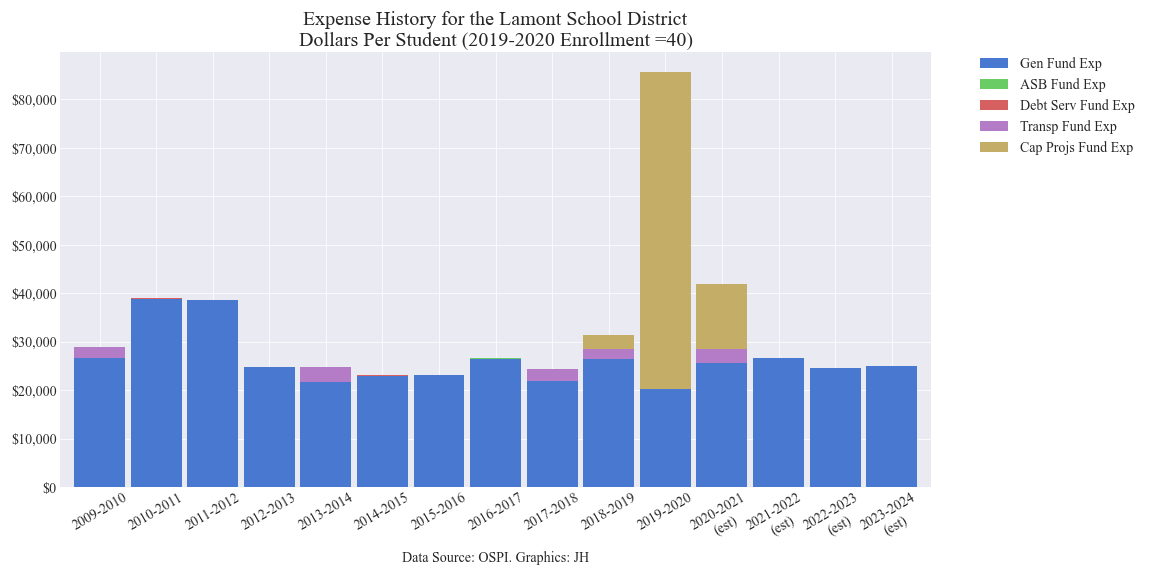 Expense History for the Lamont School District
Dollars Per Student (2019-2020 Enrollment =40)
Gen Fund Exp
ASB Fund Exp
Debt Serv Fund Exp
Transp Fund Exp
Cap Projs Fund Exp
$80,000
$70,000
$60,000
$50,000
$40,000
$30,000
$20,000
$10,000
$0
2009-2010
2010-2011
2011-2012
2012-2013
2013-2014
2014-2015
2015-2016
2016-2017
2017-2018
2018-2019
2019-2020
2020-2021
(est)
2021-2022
(est)
2022-2023
(est)
2023-2024
(est)
Data Source: OSPI. Graphics: JH